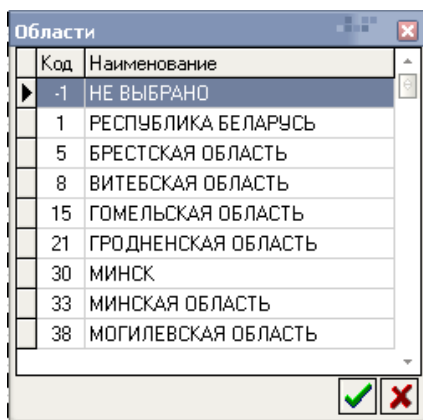 Области
Код Наименование
-1 НЕ ВЫБРАНО
1 РЕСПУБЛИКА БЕЛАРУСЬ
5 БРЕСТСКАЯ ОБЛАСТЬ
8 ВИТЕБСКАЯ ОБЛАСТЬ
15 ГОМЕЛЬСКАЯ ОБЛАСТЬ
21 ГРОДНЕНСКАЯ ОБЛАСТЬ
30 МИНСК
33 МИНСКАЯ ОБЛАСТЬ
38 МОГИЛЕВСКАЯ ОБЛАСТЬ